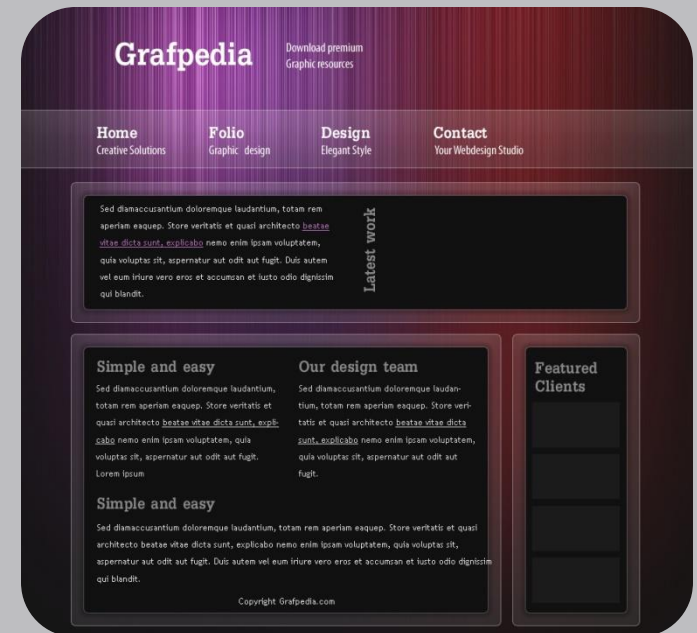 Grafpedia
Download premium
Graphic resources
Home
Creative Solutions
Folio
Graphic design
Design
Elegant Style
Contact
Your Webdesign Studio
Sed diamaccusantium doloremque laudantium, totam rem
aperiam eaquep. Store veritatis et quasi architecto beatae
vitae dicta sunt, explicabo nemo enim ipsam voluptatem,
quia voluptas sit, aspernatur aut odit aut fugit. Duis autem
vel eum iriure vero eros et accumsan et iusto odio dignissim
qui blandit.
Latest work
Simple and easy
Sed diamaccusantium doloremque laudantium,
totam rem aperiam eaquep. Store veritatis et
quasi architecto beatae vitae dicta sunt, expli-
cabo nemo enim ipsam voluptatem, quia
voluptas sit, aspernatur aut odit aut fugit.
Lorem ipsum
Our design team
Sed diamaccusantium doloremque laudan-
tium, totam rem aperiam eaquep. Store veri-
tatis et quasi architecto beatae vitae dicta
sunt, explicabo nemo enim ipsam voluptatem,
quia voluptas sit, aspernatur aut odit aut
fugit.
Simple and easy
Sed diamaccusantium doloremque laudantium, totam rem aperiam eaquep. Store veritatis et quasi
architecto beatae vitae dicta sunt, explicabo nemo enim ipsam voluptatem, quia voluptas sit,
aspernatur aut odit aut fugit. Duis autem vel eum iriure vero eros et accumsan et iusto odio dignissim
qui blandit.
Copyright Grafpedia.com
Featured
Clients